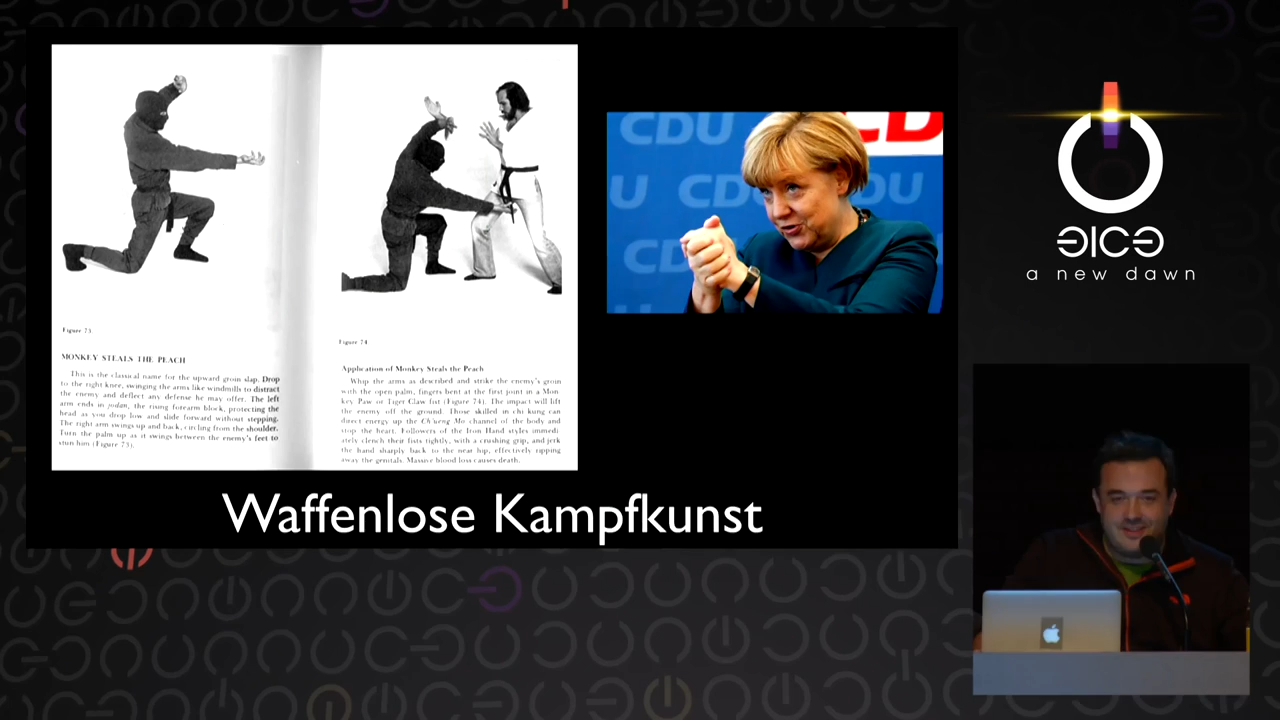 Figure 73
MONKEY STEALS THE PEACH
This is the classical name for the upward groin slap. Drop
to the right knee, swinging the arms like windmills to distract
the enemy and deflect any defense he may offer. The left
arm ends in jodan, the rising forearm block, protecting the
head as you drop low and slide forward without stepping.
The right arm swings up and back, circling from the shoulder.
Turn the palm up as it swings between the enemy's feet to
stun him (Figure 73).
Figure 74
Application of Monkey Steals the Peach
Whip the arms as described and strike the enemy's groin
with the open palm, fingers bent at the first joint in a Mon-
key Paw or Tiger Claw fist (Figure 74). The impact will lift
the enemy off the ground. Those skilled in chi kung can
direct energy up the Ch'ueng Mo channel of the body and
stop the heart. Followers of the Iron Hand styles immedi-
ately clench their fists tightly, with a crushing grip, and jerk
the hand sharply back to the near hip, effectively ripping
away the genitals. Massive blood loss causes death.
CDU
CD
U CDU DU
CD
Waffenlose Kampfkunst
a new dawn